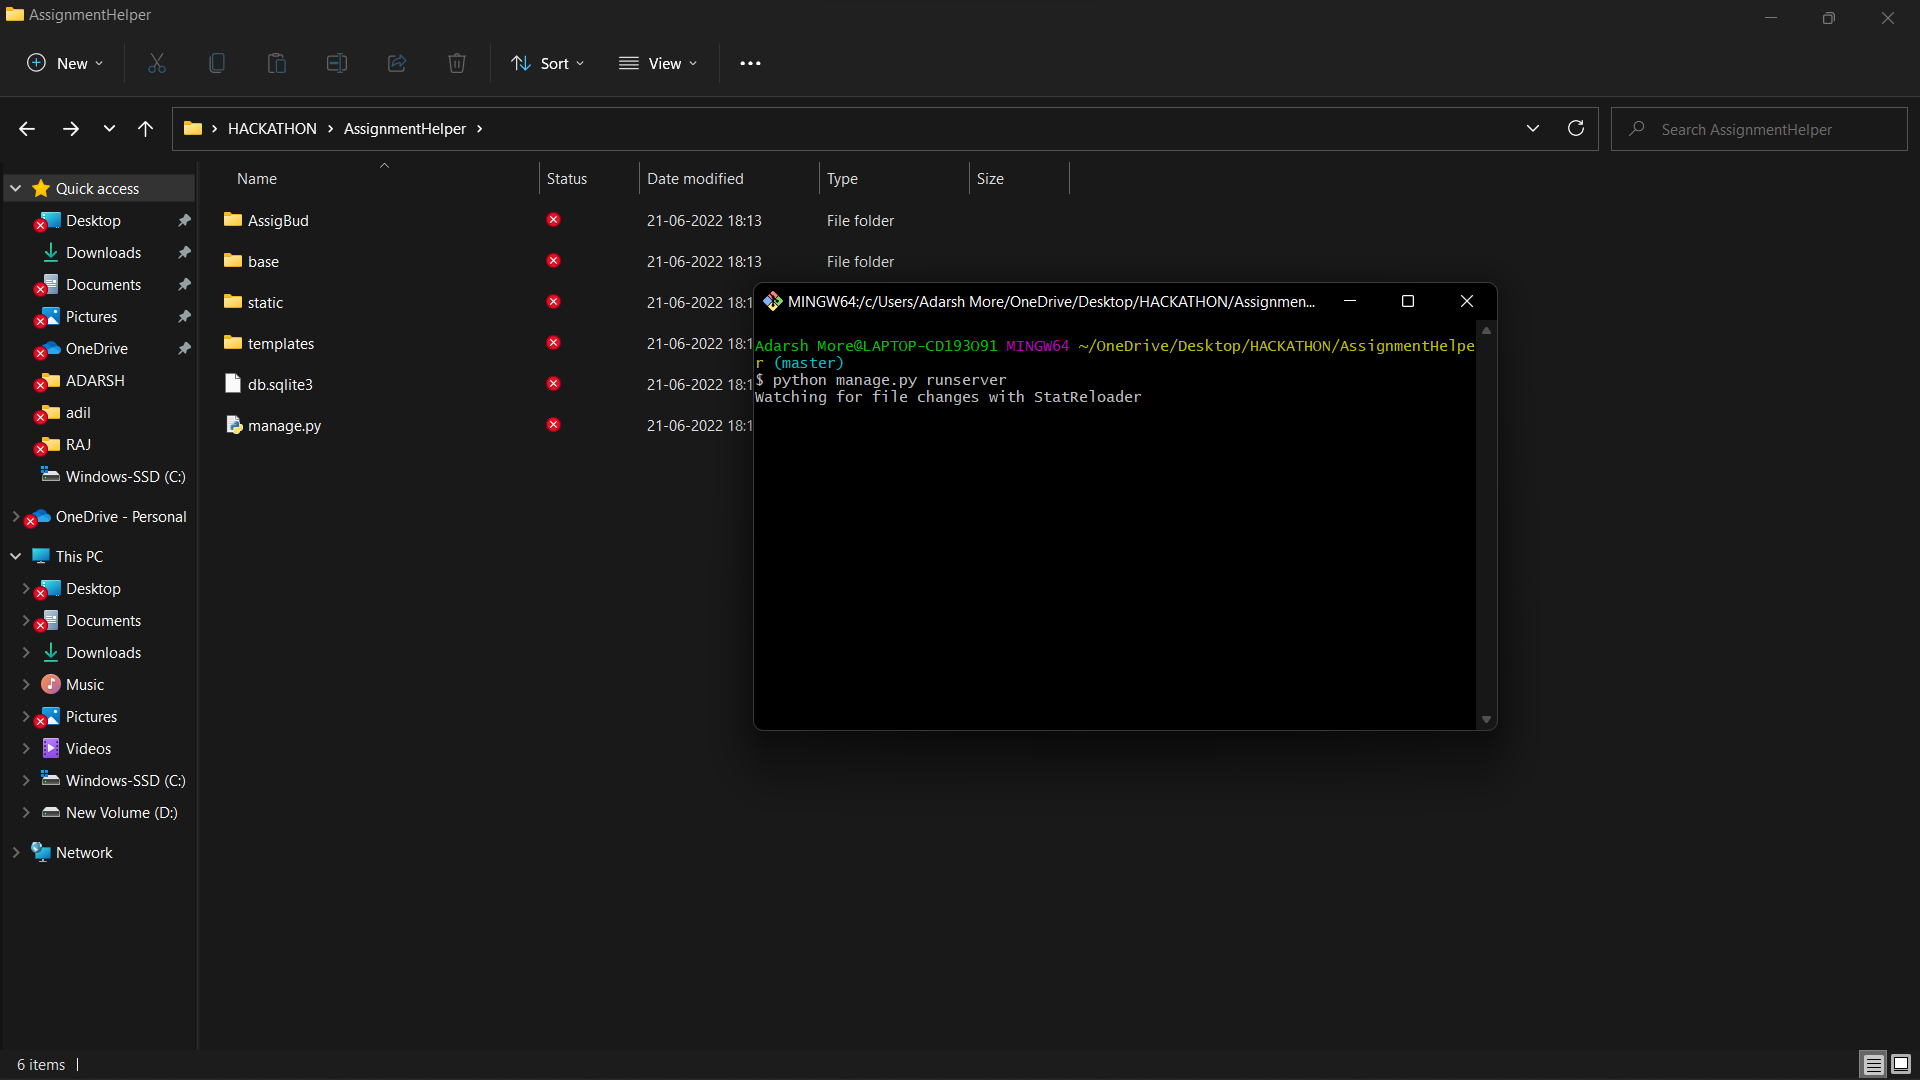 AssignmentHelper
New
Sort
View
HACKATHON
AssignmentHelper
Search AssignmentHelper
Name
Status
Date modified
Type
Size
Quick access
Desktop
Downloads
Documents
Pictures
OneDrive
ADARSH
adil
RAJ
Windows-SSD (C:)
OneDrive - Personal
This PC
Desktop
Documents
Downloads
Music
Pictures
Videos
Windows-SSD (C:)
New Volume (D:)
Network
AssigBud 21-06-2022 18:13 File folder
base 21-06-2022 18:13 File folder
static 21-06-2022 18:1
templates 21-06-2022 18:1
db.sqlite3 21-06-2022 18:1
manage.py 21-06-2022 18:1
MINGW64:/c/Users/Adarsh More/OneDrive/Desktop/HACKATHON/Assignmen...
Adarsh More@LAPTOP-CD193O91 MINGW64 ~/OneDrive/Desktop/HACKATHON/AssignmentHelpe
r (master)
$ python manage.py runserver
Watching for file changes with StatReloader
6 items